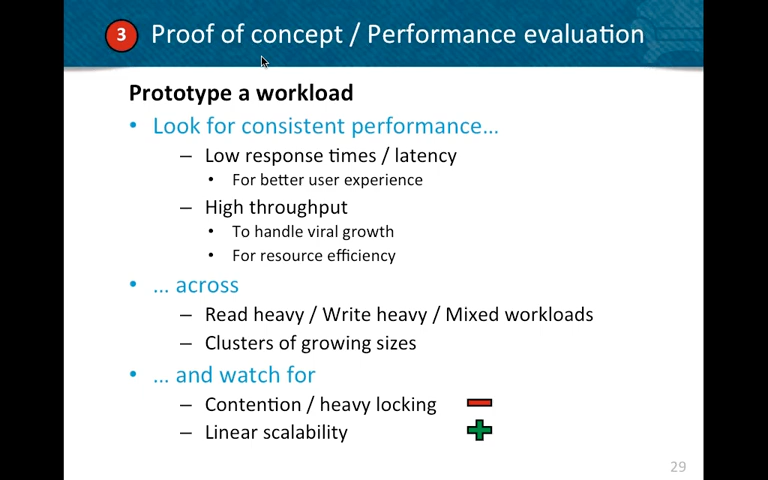 3 Proof of concept / Performance evaluation
Prototype a workload
• Look for consistent performance…
– Low response times / latency
• For better user experience
– High throughput
• To handle viral growth
• For resource efficiency
• … across
– Read heavy / Write heavy / Mixed workloads
– Clusters of growing sizes
• … and watch for
– Contention / heavy locking
– Linear scalability
29